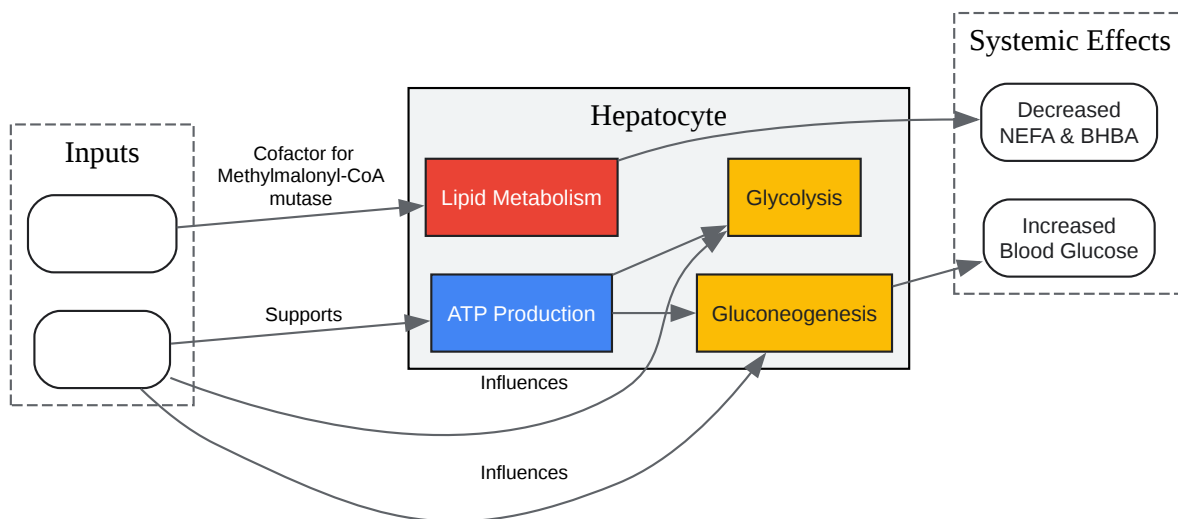 Systemic Effects
Decreased
NEFA & BHBA
Increased
Blood Glucose
Hepatocyte
Lipid Metabolism
Glycolysis
ATP Production
Gluconeogenesis
Inputs
Cofactor for
Methylmalonyl-CoA
mutase
Supports
Influences
Influences